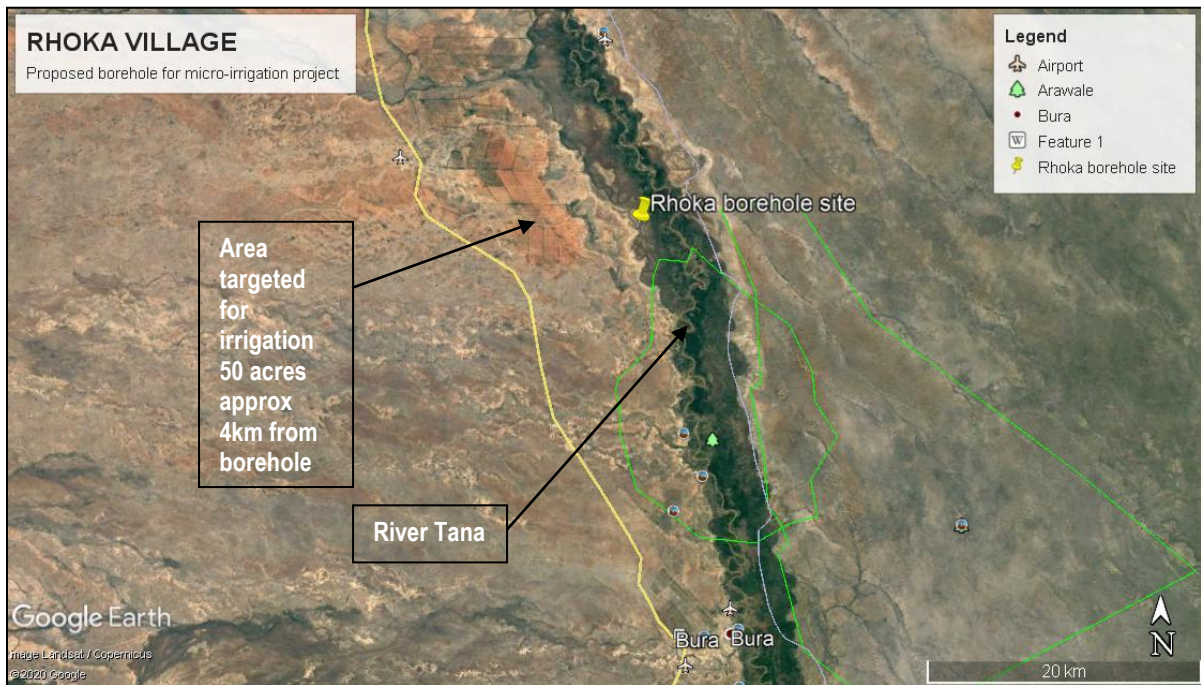 RHOKA VILLAGE
Proposed borehole for micro-irrigation project
Legend
Airport
Arawale
Bura
W Feature 1
Rhoka borehole site
Rhoka borehole site
Area
targeted
for
irrigation
50 acres
approx
4km from
borehole
River Tana
Bura Bura
Google Earth
Image Landsat / Copernicus
©2020 Google
N
20 km